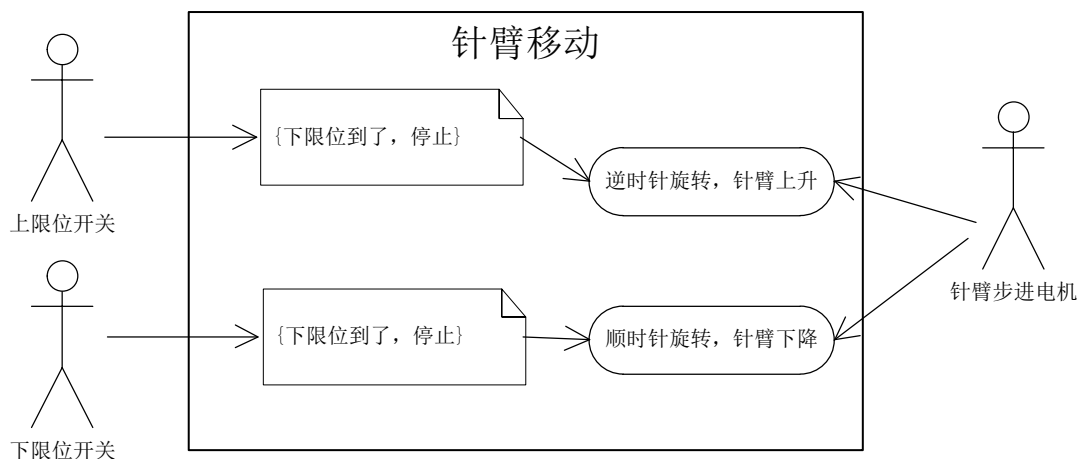 针臂移动
{下限位到了，停止}
逆时针旋转，针臂上升
上限位开关
针臂步进电机
{下限位到了，停止}
顺时针旋转，针臂下降
下限位开关